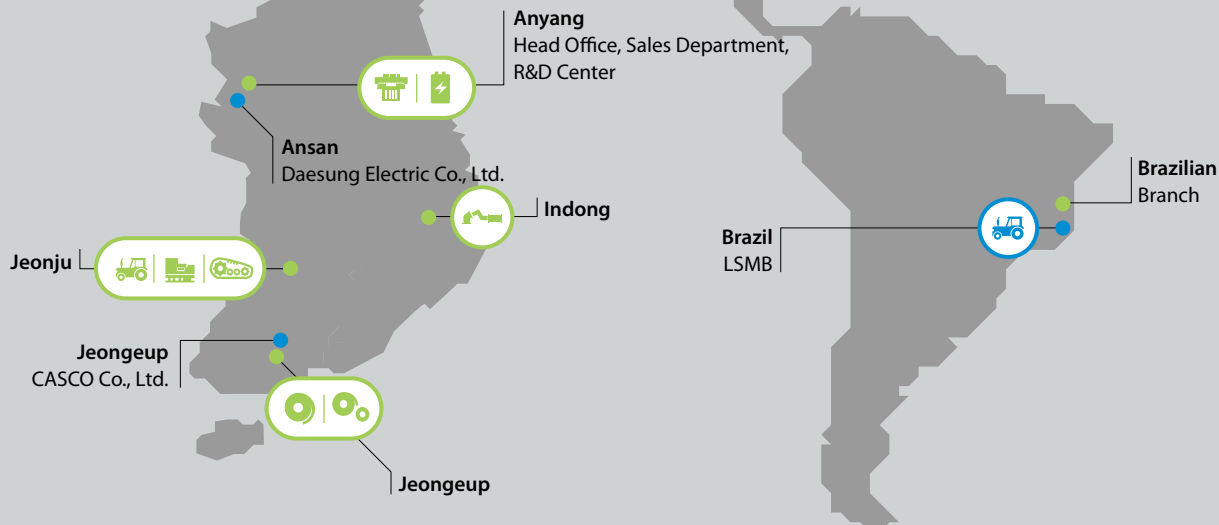 Anyang
Head Office, Sales Department,
R&D Center
Ansan
Daesung Electric Co., Ltd.
Indong
Jeonju
Jeongeup
CASCO Co., Ltd.
Jeongeup
Brazilian
Branch
Brazil
LSMB